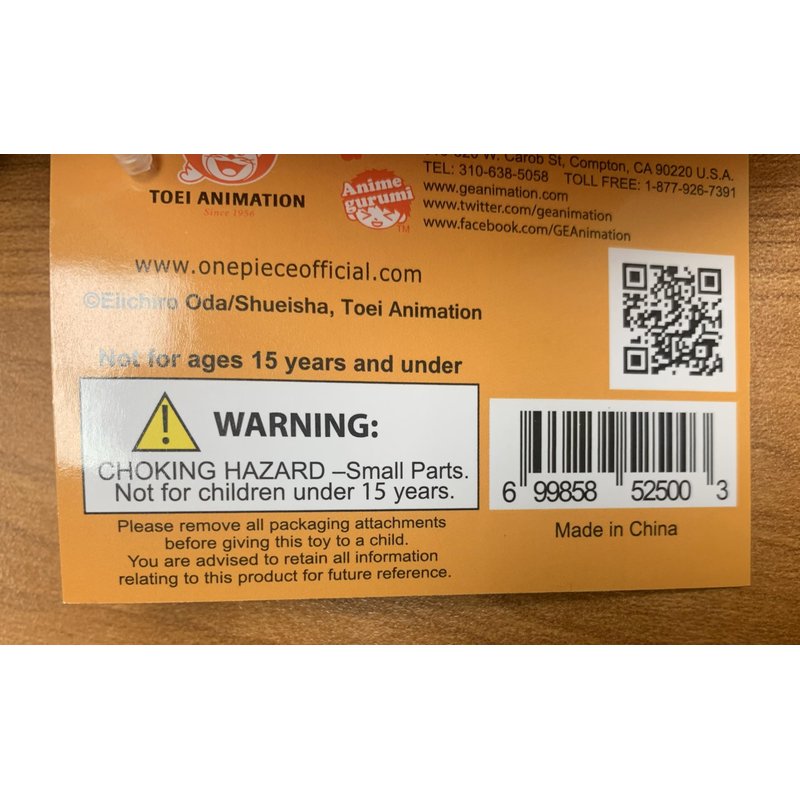 TOEI ANIMATION
Since 1956
Anime
gurumi
TM
W. Carob St, Compton, CA 90220 U.S.A.
TEL: 310-638-5058 TOLL FREE: 1-877-926-7391
www.geanimation.com
www.twitter.com/geanimation
www.facebook.com/GEAnimation
www.onepieceofficial.com
©Eiichiro Oda/Shueisha, Toei Animation
Not for ages 15 years and under
WARNING:
CHOKING HAZARD –Small Parts.
Not for children under 15 years.
Please remove all packaging attachments
before giving this toy to a child.
You are advised to retain all information
relating to this product for future reference.
6 99858 52500 3
Made in China